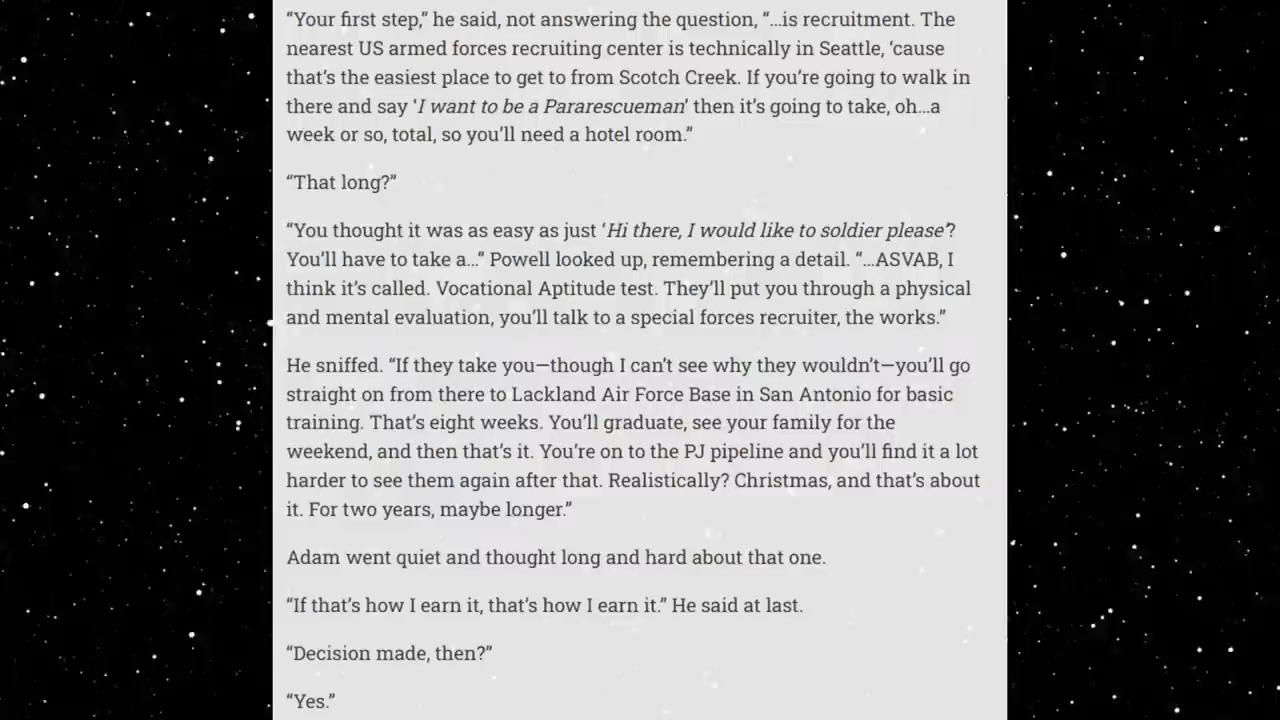 “Your first step,” he said, not answering the question, “…is recruitment. The
nearest US armed forces recruiting center is technically in Seattle, ‘cause
that’s the easiest place to get to from Scotch Creek. If you’re going to walk in
there and say ‘I want to be a Pararescueman’ then it’s going to take, oh…a
week or so, total, so you’ll need a hotel room.”
“That long?”
“You thought it was as easy as just ‘Hi there, I would like to soldier please’?
You’ll have to take a…” Powell looked up, remembering a detail. “…ASVAB, I
think it’s called. Vocational Aptitude test. They’ll put you through a physical
and mental evaluation, you’ll talk to a special forces recruiter, the works.”
He sniffed. “If they take you—though I can’t see why they wouldn’t—you’ll go
straight on from there to Lackland Air Force Base in San Antonio for basic
training. That’s eight weeks. You’ll graduate, see your family for the
weekend, and then that’s it. You’re on to the PJ pipeline and you’ll find it a lot
harder to see them again after that. Realistically? Christmas, and that’s about
it. For two years, maybe longer.”
Adam went quiet and thought long and hard about that one.
“If that’s how I earn it, that’s how I earn it.” He said at last.
“Decision made, then?”
“Yes.”